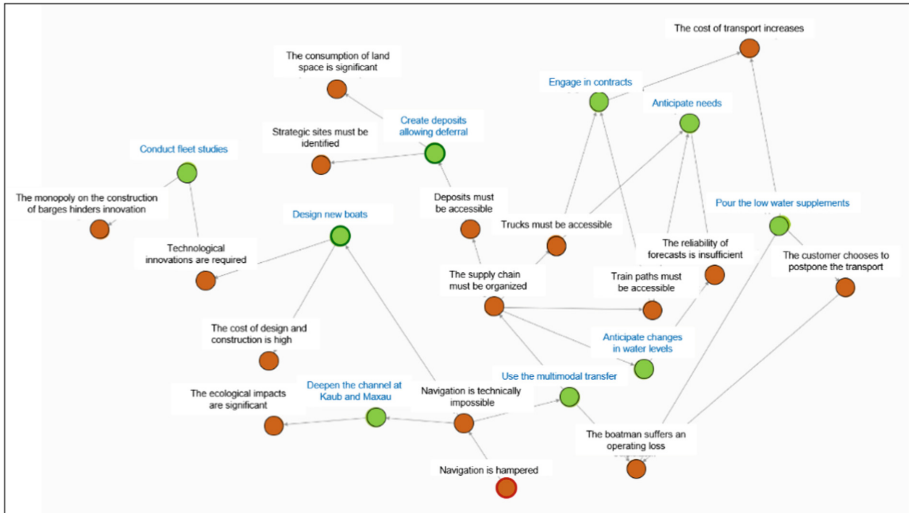 The cost of transport increases
The consumption of land
space is significant
Engage in contracts
Anticipate needs
Create deposits
allowing deferral
Strategic sites must be
identified
Conduct fleet studies
The monopoly on the construction
of barges hinders innovation
Design new boats
Deposits must
be accessible
Trucks must be accessible
Pour the low water supplements
Technological
innovations are required
The supply chain
must be organized
The reliability of
forecasts is insufficient
Train paths must
be accessible
The customer chooses to
postpone the transport
The cost of design and
construction is high
Anticipate changes
in water levels
Use the multimodal transfer
The ecological impacts
are significant
Deepen the channel at
Kaub and Maxau
Navigation is technically
impossible
The boatman suffers an
operating loss
Navigation is hampered